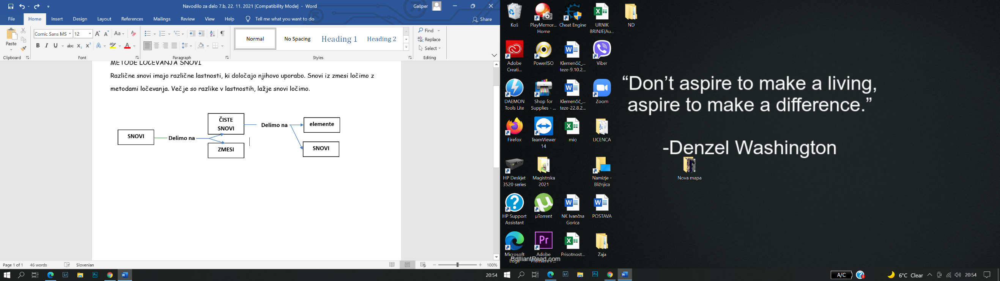 Navodilo za delo 7.b, 22. 11. 2021 [Compatibility Mode] - Word
Gašper
File Home Insert Design Layout References Mailings Review View Help Tell me what you want to do
Share
Paste
Clipboard
Comic Sans MS 12
Font
Paragraph
Normal
No Spacing
Heading 1
Heading 2
Styles
Find
Replace
Select
Editing
METODE LOČEVANJA SNOVI
Različne snovi imajo različne lastnosti, ki določajo njihovo uporabo. Snovi iz zmesi ločimo z
metodami ločevanja. Večje so razlike v lastnostih, lažje snovi ločimo.
SNOVI
Delimo na
ČISTE
SNOVI
ZMESI
Delimo na
elemente
SNOVI
Page 1 of 1 46 words Slovenian
100%
20:54
Koš
PlayMemor...
Home
Cheat Engine
URNIK
BRINJE(Au...
ND
Adobe
Creati...
PowerISO
Klemenčič_...
teze-9.10.2...
Viber
DAEMON
Tools Lite
Shop for
Supplies - ...
Klemenčič_...
teze-22.8.2...
Zoom
Firefox
TeamViewer
14
mio
LICENCA
HP Deskjet
3520 series
Magistrska
2021
Namizje -
Bližnjica
Nova mapa
HP Support
Assistant
µTorrent
NK Ivančna
Gorica
POSTAVA
Microsoft
Edge
Adobe
Premiere P...
Prisotnost...
Zaja
“Don’t aspire to make a living,
aspire to make a difference.”
-Denzel Washington
BrilliantRead.com
A/C
6°C Clear
20:54